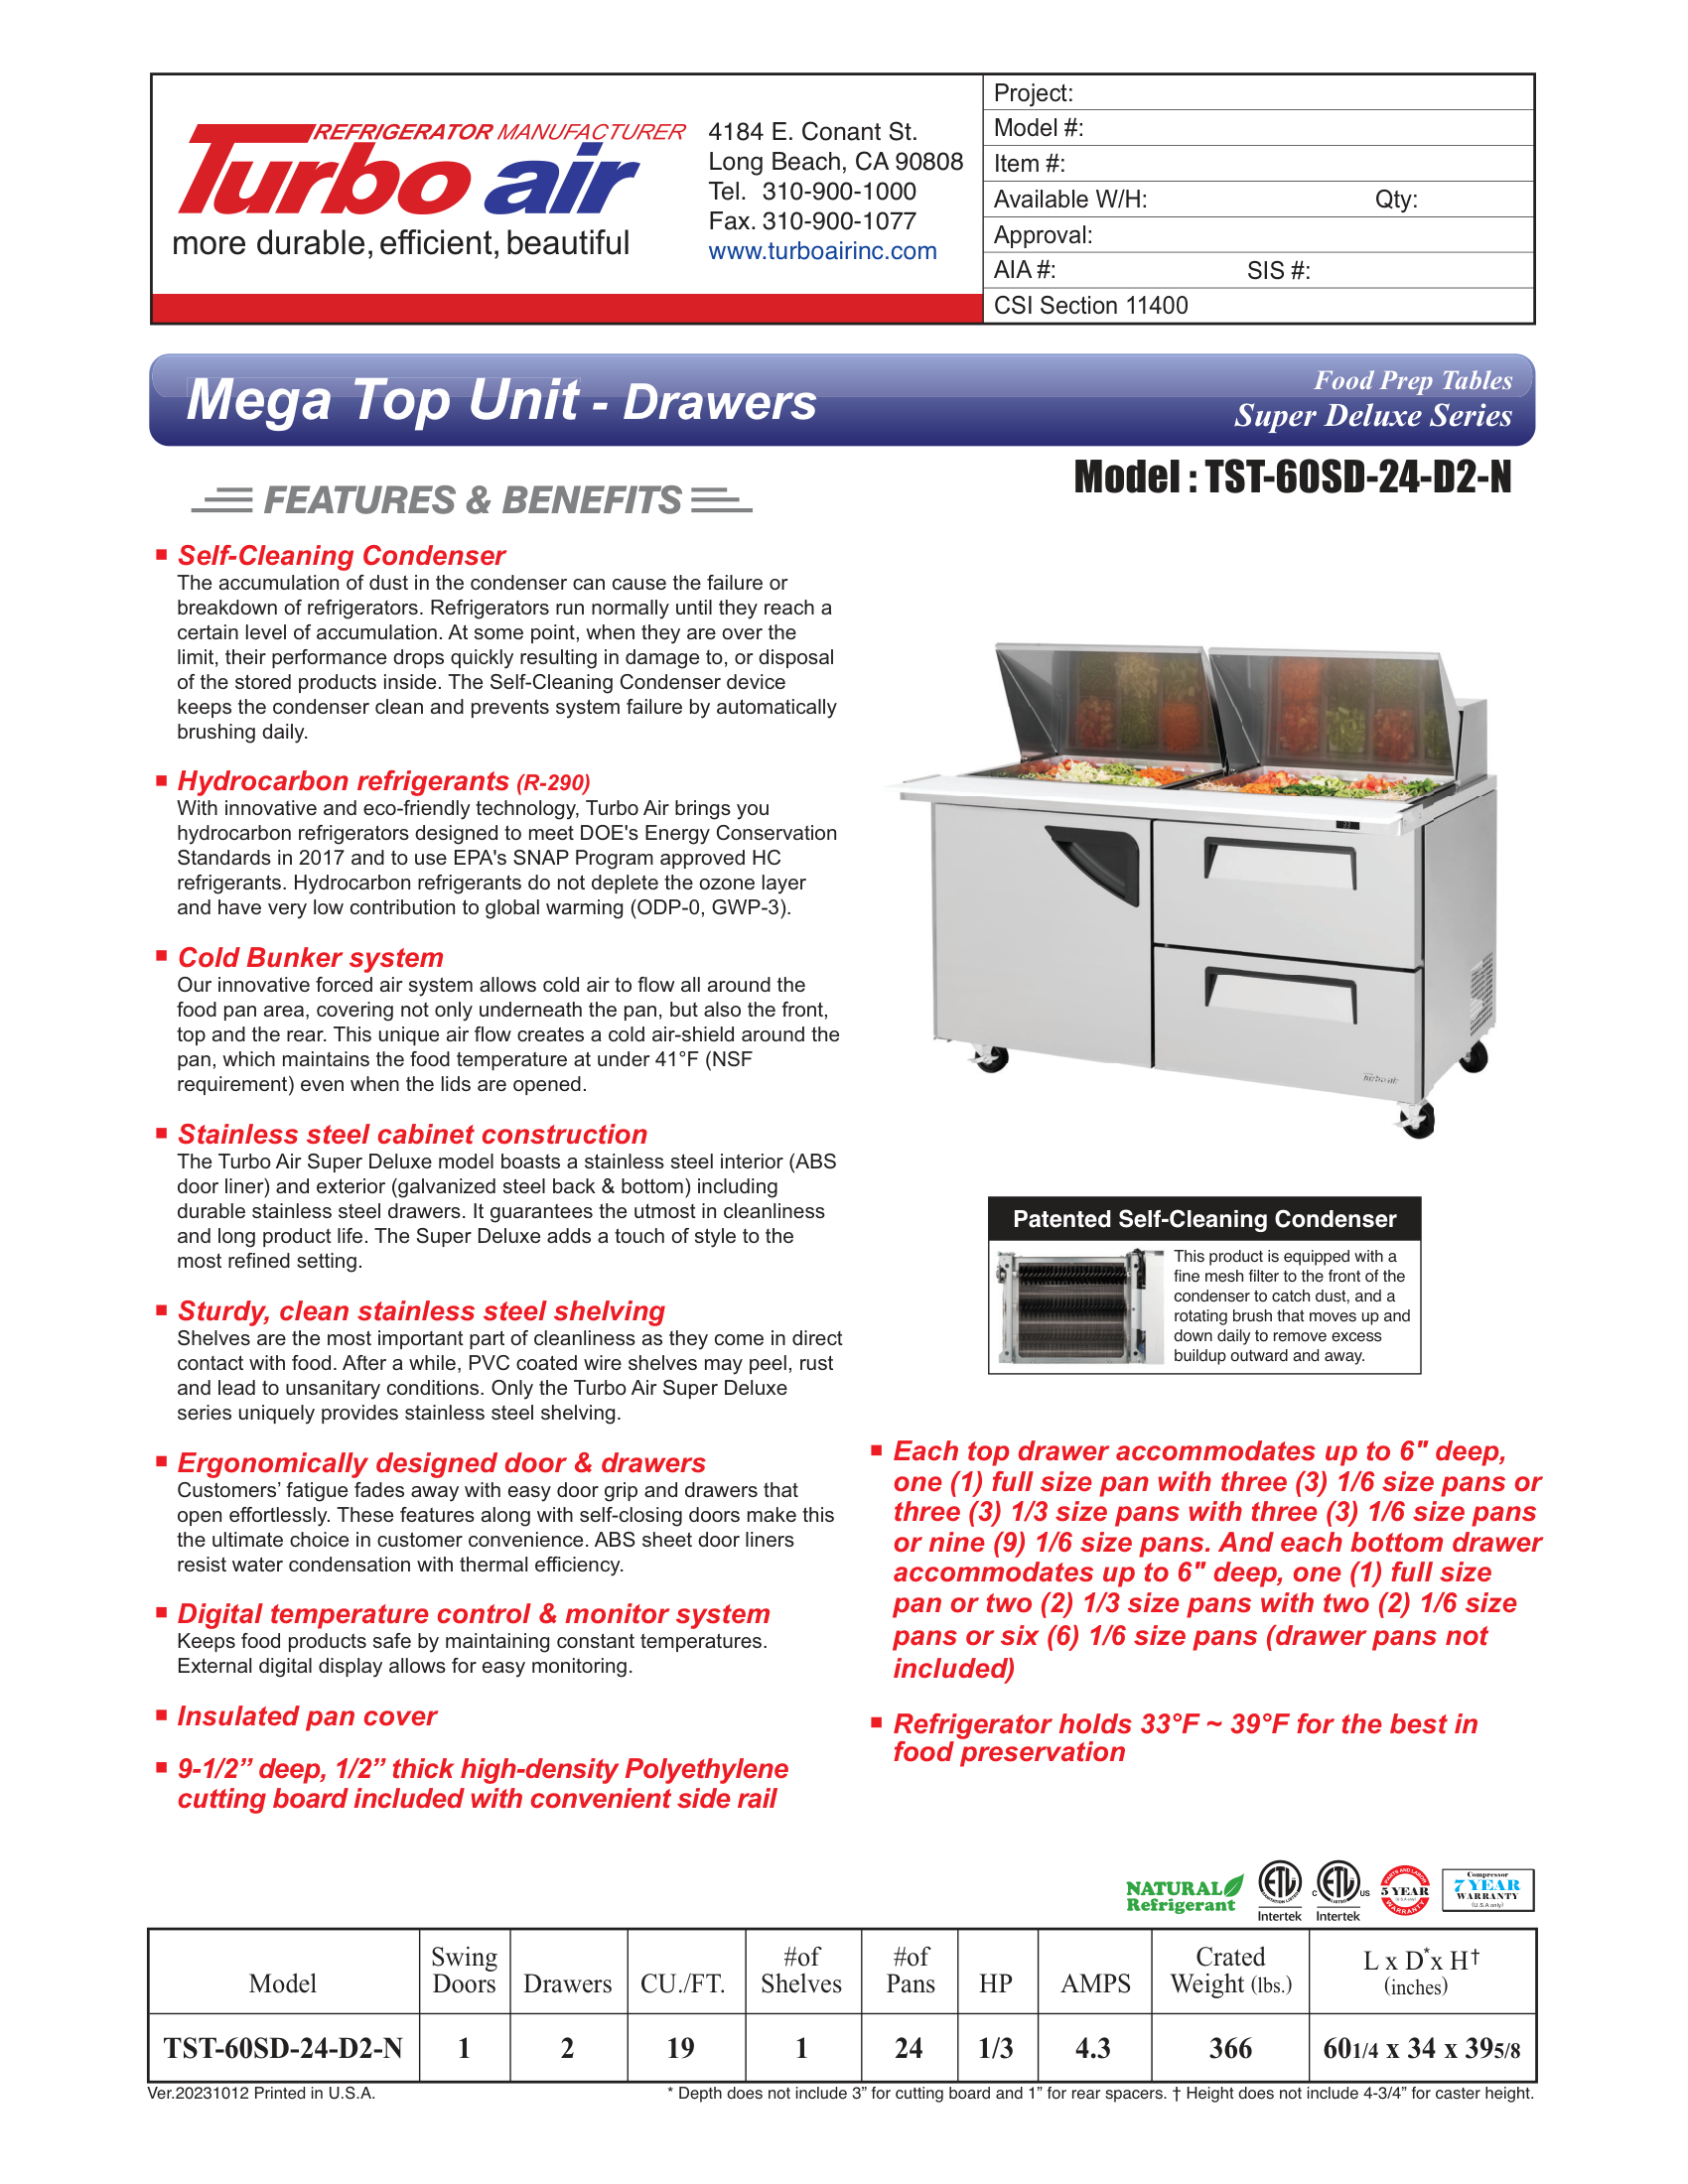 REFRIGERATOR MANUFACTURER
Turbo air
more durable, efficient, beautiful
4184 E. Conant St.
Long Beach, CA 90808
Tel. 310-900-1000
Fax. 310-900-1077
www.turboairinc.com
Project:
Model #:
Item #:
Available W/H: Qty:
Approval:
AIA #: SIS #:
CSI Section 11400
Mega Top Unit - Drawers
Food Prep Tables
Super Deluxe Series
Model : TST-60SD-24-D2-N
FEATURES & BENEFITS
Self-Cleaning Condenser
The accumulation of dust in the condenser can cause the failure or
breakdown of refrigerators. Refrigerators run normally until they reach a
certain level of accumulation. At some point, when they are over the
limit, their performance drops quickly resulting in damage to, or disposal
of the stored products inside. The Self-Cleaning Condenser device
keeps the condenser clean and prevents system failure by automatically
brushing daily.
Hydrocarbon refrigerants (R-290)
With innovative and eco-friendly technology, Turbo Air brings you
hydrocarbon refrigerators designed to meet DOE's Energy Conservation
Standards in 2017 and to use EPA's SNAP Program approved HC
refrigerants. Hydrocarbon refrigerants do not deplete the ozone layer
and have very low contribution to global warming (ODP-0, GWP-3).
Cold Bunker system
Our innovative forced air system allows cold air to flow all around the
food pan area, covering not only underneath the pan, but also the front,
top and the rear. This unique air flow creates a cold air-shield around the
pan, which maintains the food temperature at under 41°F (NSF
requirement) even when the lids are opened.
Stainless steel cabinet construction
The Turbo Air Super Deluxe model boasts a stainless steel interior (ABS
door liner) and exterior (galvanized steel back & bottom) including
durable stainless steel drawers. It guarantees the utmost in cleanliness
and long product life. The Super Deluxe adds a touch of style to the
most refined setting.
Sturdy, clean stainless steel shelving
Shelves are the most important part of cleanliness as they come in direct
contact with food. After a while, PVC coated wire shelves may peel, rust
and lead to unsanitary conditions. Only the Turbo Air Super Deluxe
series uniquely provides stainless steel shelving.
Ergonomically designed door & drawers
Customers’ fatigue fades away with easy door grip and drawers that
open effortlessly. These features along with self-closing doors make this
the ultimate choice in customer convenience. ABS sheet door liners
resist water condensation with thermal efficiency.
Digital temperature control & monitor system
Keeps food products safe by maintaining constant temperatures.
External digital display allows for easy monitoring.
Insulated pan cover
9-1/2” deep, 1/2” thick high-density Polyethylene
cutting board included with convenient side rail
Turbo air
Patented Self-Cleaning Condenser
This product is equipped with a
fine mesh filter to the front of the
condenser to catch dust, and a
rotating brush that moves up and
down daily to remove excess
buildup outward and away.
Each top drawer accommodates up to 6" deep,
one (1) full size pan with three (3) 1/6 size pans or
three (3) 1/3 size pans with three (3) 1/6 size pans
or nine (9) 1/6 size pans. And each bottom drawer
accommodates up to 6" deep, one (1) full size
pan or two (2) 1/3 size pans with two (2) 1/6 size
pans or six (6) 1/6 size pans (drawer pans not
included)
Refrigerator holds 33°F ~ 39°F for the best in
food preservation
NATURAL
Refrigerant
ETL
Intertek
C ETL US
Intertek
PARTS AND LABOR
5 YEAR
WARRANTY
Compressor
7 YEAR
WARRANTY
(U.S.A only)
Model Swing Doors Drawers CU./FT. #of Shelves #of Pans HP AMPS Crated Weight (lbs.) L x D* x H† (inches)
TST-60SD-24-D2-N 1 2 19 1 24 1/3 4.3 366 60 1/4 x 34 x 39 5/8
Ver.20231012 Printed in U.S.A.
* Depth does not include 3” for cutting board and 1” for rear spacers. † Height does not include 4-3/4” for caster height.